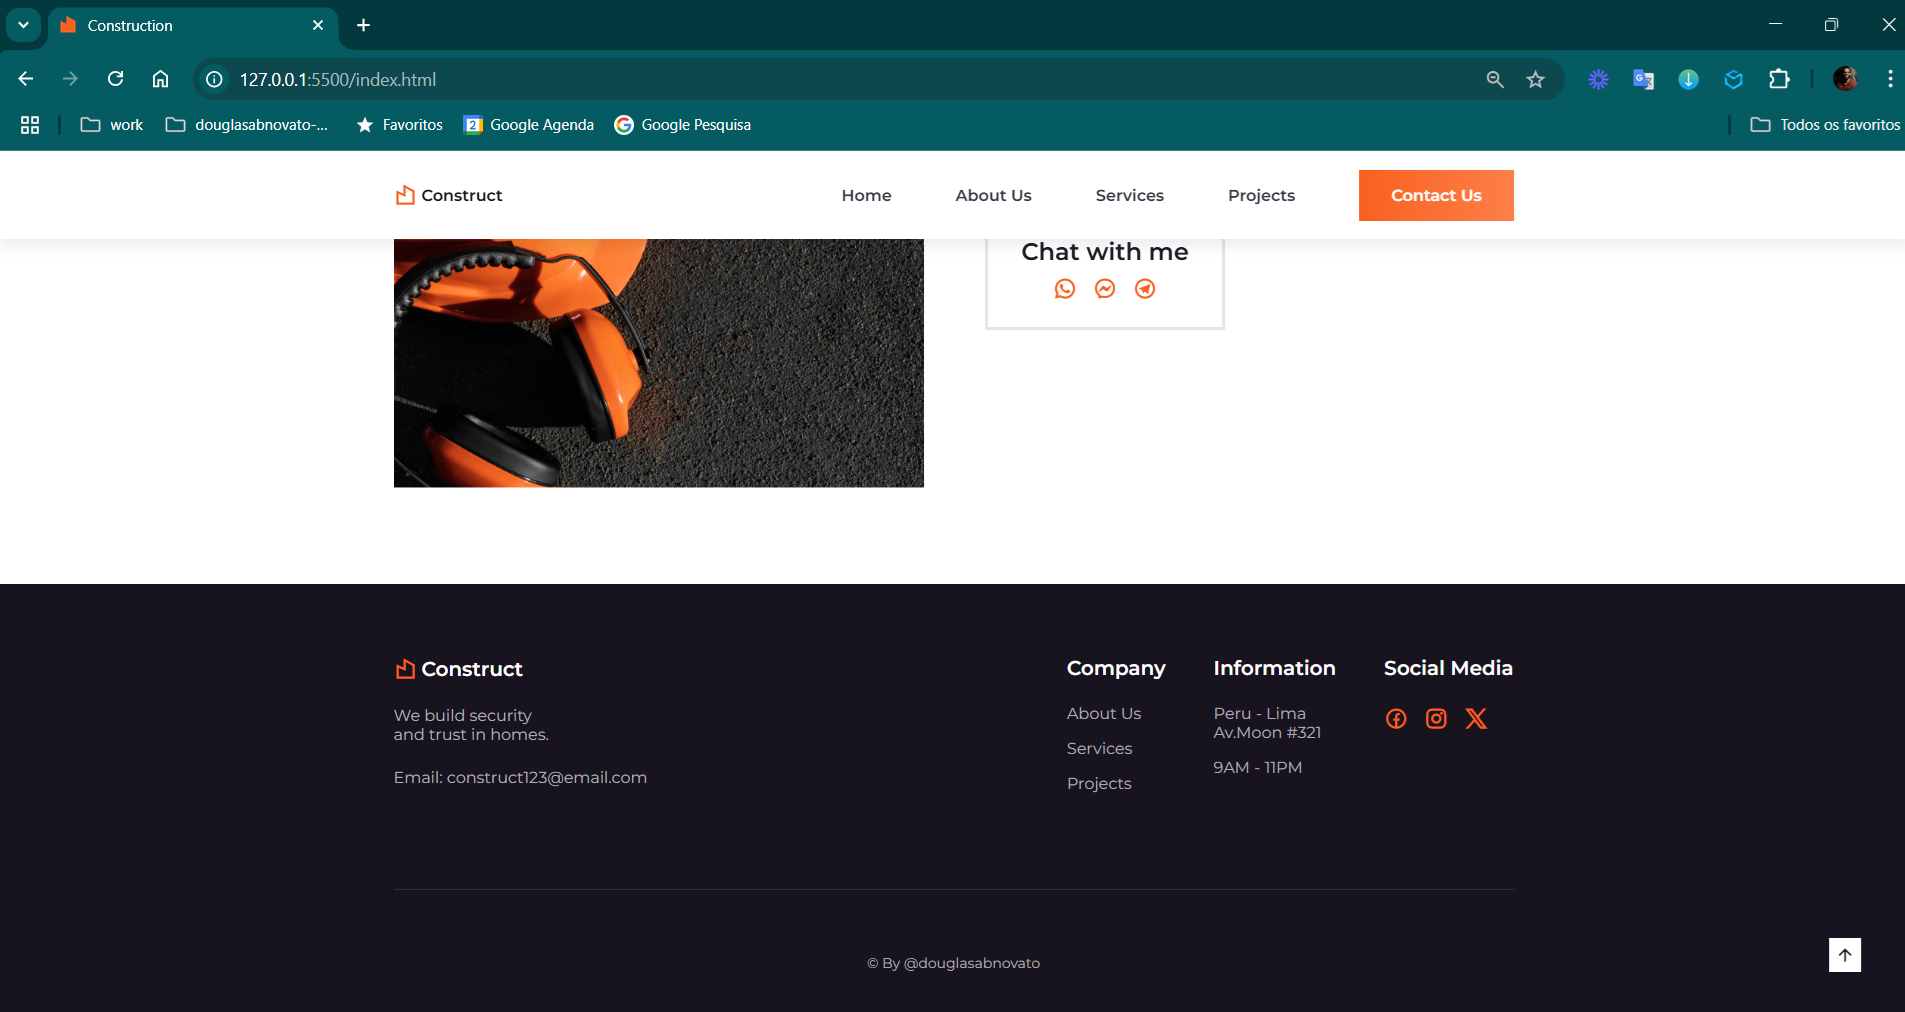 Construction
127.0.0.1:5500/index.html
work
douglasabnovato-...
Favoritos
2
Google Agenda
G
Google Pesquisa
Todos os favoritos
Construct
Home
About Us
Services
Projects
Contact Us
Chat with me
Construct
We build security
and trust in homes.
Email: construct123@email.com
Company
About Us
Services
Projects
Information
Peru - Lima
Av.Moon #321
9AM - 11PM
Social Media
© By @douglasabnovato